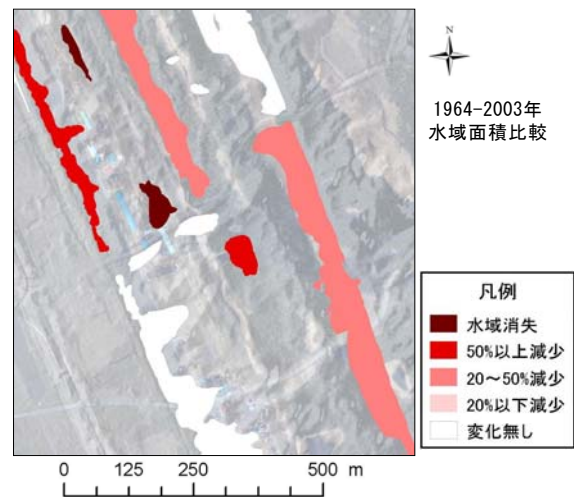 N
1964-2003年
水域面積比較
凡例
水域消失
50%以上減少
20～50%減少
20%以下減少
変化無し
0 125 250 500 m